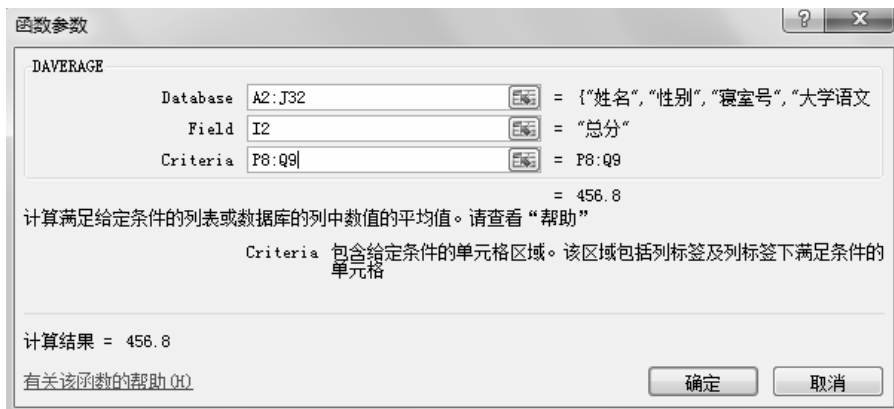 函数参数
DAVERAGE
Database A2:J32 = {"姓名","性别","寝室号","大学语文
Field I2 = "总分"
Criteria P8:Q9 = P8:Q9
= 456.8
计算满足给定条件的列表或数据库的列中数值的平均值。请查看“帮助”
Criteria 包含给定条件的单元格区域。该区域包括列标签及列标签下满足条件的
单元格
计算结果 = 456.8
有关该函数的帮助(H)
确定 取消